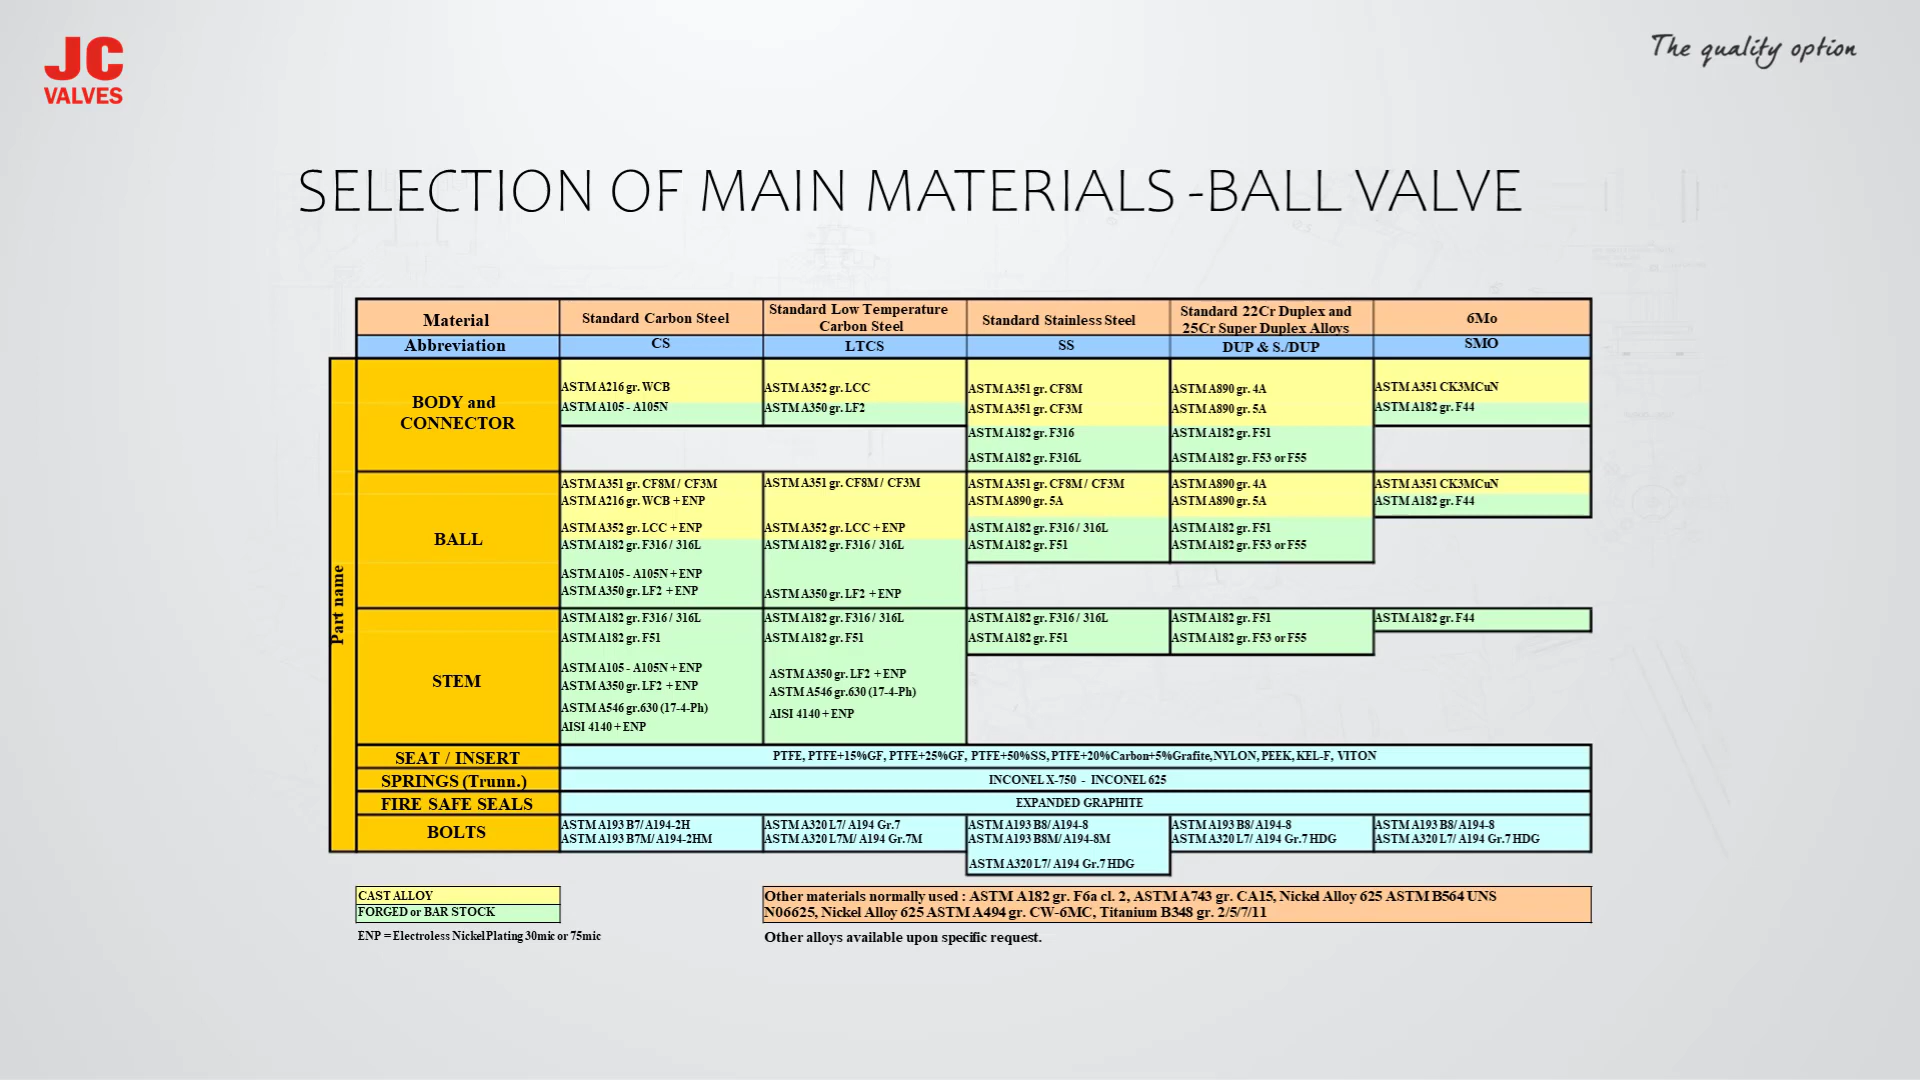 JC
VALVES
The quality option
SELECTION OF MAIN MATERIALS -BALL VALVE
Material
Standard Carbon Steel
Standard Low Temperature
Carbon Steel
Standard Stainless Steel
Standard 22Cr Duplex and
25Cr Super Duplex Alloys
6Mo
Abbreviation
CS
LTCS
SS
DUP & S./DUP
SMO
Part name
BODY and
CONNECTOR
ASTM A216 gr. WCB
ASTM A105 - A105N
ASTM A352 gr. LCC
ASTM A350 gr. LF2
ASTM A351 gr. CF8M
ASTM A351 gr. CF3M
ASTM A182 gr. F316
ASTM A182 gr. F316L
ASTM A890 gr. 4A
ASTM A890 gr. 5A
ASTM A182 gr. F51
ASTM A182 gr. F53 or F55
ASTM A351 CK3MCuN
ASTM A182 gr. F44
BALL
ASTM A351 gr. CF8M / CF3M
ASTM A216 gr. WCB + ENP
ASTM A352 gr. LCC + ENP
ASTM A182 gr. F316 / 316L
ASTM A105 - A105N + ENP
ASTM A350 gr. LF2 + ENP
ASTM A351 gr. CF8M / CF3M
ASTM A352 gr. LCC + ENP
ASTM A182 gr. F316 / 316L
ASTM A350 gr. LF2 + ENP
ASTM A351 gr. CF8M / CF3M
ASTM A890 gr. 5A
ASTM A182 gr. F316 / 316L
ASTM A182 gr. F51
ASTM A890 gr. 4A
ASTM A890 gr. 5A
ASTM A182 gr. F51
ASTM A182 gr. F53 or F55
ASTM A351 CK3MCuN
ASTM A182 gr. F44
STEM
ASTM A182 gr. F316 / 316L
ASTM A182 gr. F51
ASTM A105 - A105N + ENP
ASTM A350 gr. LF2 + ENP
ASTM A546 gr.630 (17-4-Ph)
AISI 4140 + ENP
ASTM A182 gr. F316 / 316L
ASTM A182 gr. F51
ASTM A350 gr. LF2 + ENP
ASTM A546 gr.630 (17-4-Ph)
AISI 4140 + ENP
ASTM A182 gr. F316 / 316L
ASTM A182 gr. F51
ASTM A182 gr. F51
ASTM A182 gr. F53 or F55
ASTM A182 gr. F44
SEAT / INSERT
PTFE, PTFE+15%GF, PTFE+25%GF, PTFE+50%SS, PTFE+20%Carbon+5%Grafite, NYLON, PEEK, KEL-F, VITON
SPRINGS (Trunn.)
INCONEL X-750 - INCONEL 625
FIRE SAFE SEALS
EXPANDED GRAPHITE
BOLTS
ASTM A193 B7/ A194-2H
ASTM A193 B7M/ A194-2HM
ASTM A320 L7/ A194 Gr.7
ASTM A320 L7M/ A194 Gr.7M
ASTM A193 B8/ A194-8
ASTM A193 B8M/ A194-8M
ASTM A320 L7/ A194 Gr.7 HDG
ASTM A193 B8/ A194-8
ASTM A320 L7/ A194 Gr.7 HDG
ASTM A193 B8/ A194-8
ASTM A320 L7/ A194 Gr.7 HDG
CAST ALLOY
FORGED or BAR STOCK
ENP = Electroless Nickel Plating 30mic or 75mic
Other materials normally used : ASTM A182 gr. F6a cl. 2, ASTM A743 gr. CA15, Nickel Alloy 625 ASTM B564 UNS
N06625, Nickel Alloy 625 ASTM A494 gr. CW-6MC, Titanium B348 gr. 2/5/7/11
Other alloys available upon specific request.